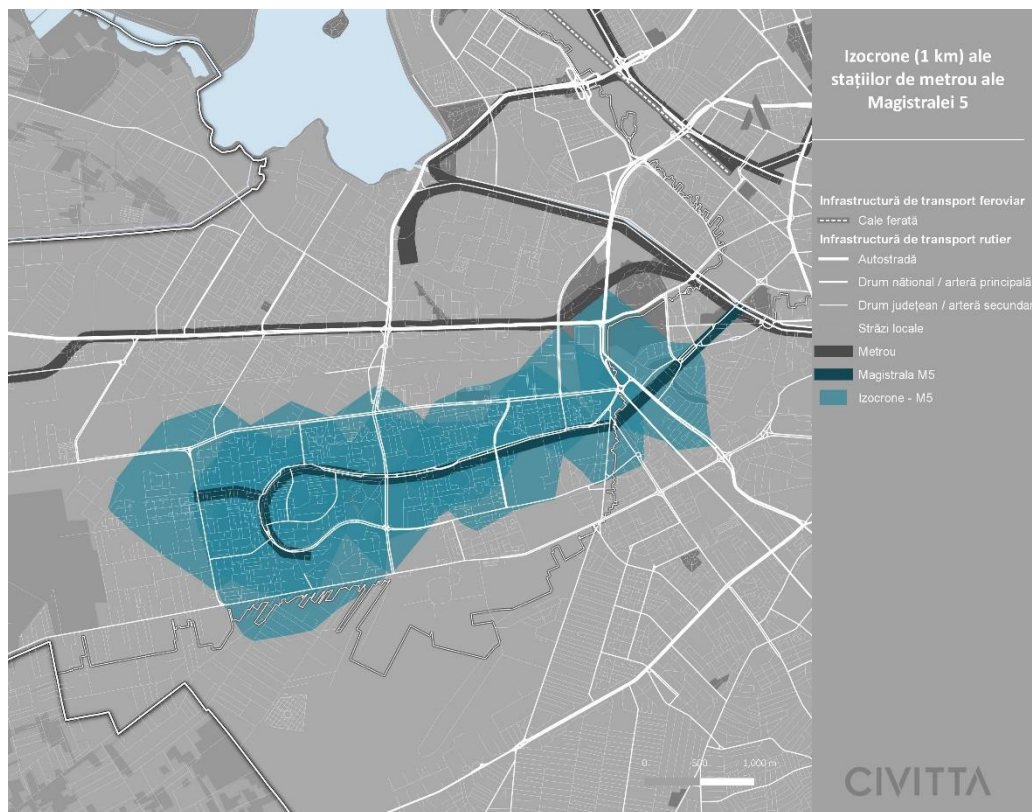 Izocrone (1 km) ale
stațiilor de metrou ale
Magistralei 5
Infrastructură de transport feroviar
Cale ferată
Infrastructură de transport rutier
Autostradă
Drum național / arteră principală
Drum județean / arteră secundar
Străzi locale
Metrou
Magistrala M5
Izocrone - M5
0 500 1,000 m
CIVITTA